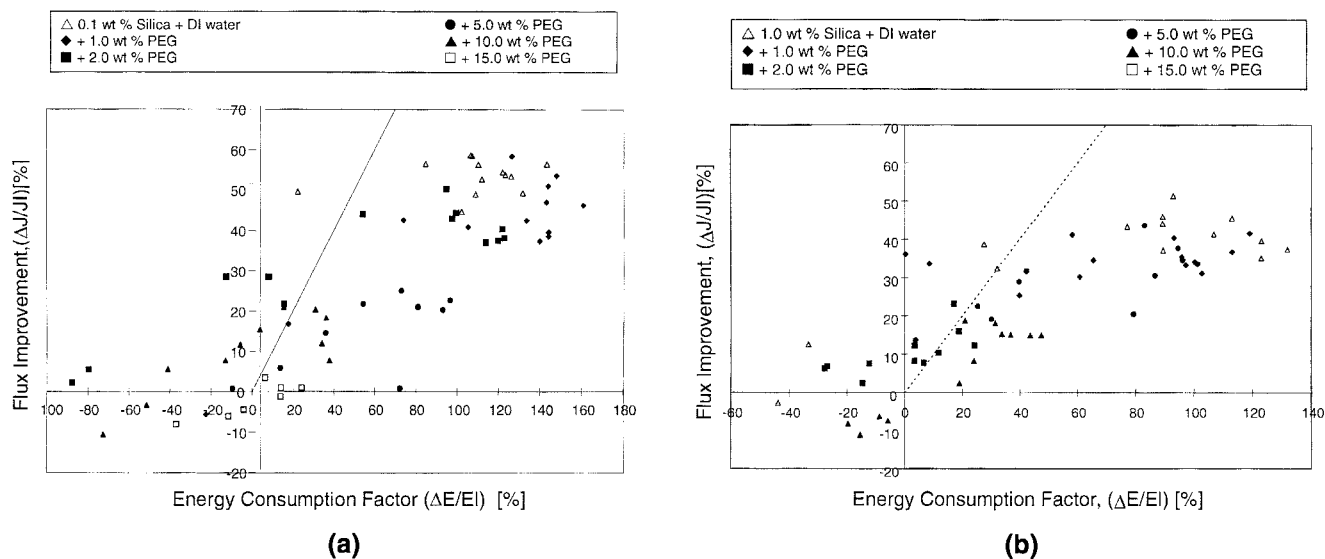 △ 0.1 wt % Silica + DI water
◆ + 1.0 wt % PEG
■ + 2.0 wt % PEG
● + 5.0 wt % PEG
▲ + 10.0 wt % PEG
□ + 15.0 wt % PEG
Flux Improvement,(ΔJ/JI)[%]
70
60
50
40
30
20
10
0
-10
-20
100 -80 -60 -40 -20 20 40 60 80 100 120 140 160 180
Energy Consumption Factor (ΔE/EI) [%]
(a)
△ 1.0 wt % Silica + DI water
◆ + 1.0 wt % PEG
■ + 2.0 wt % PEG
● + 5.0 wt % PEG
▲ + 10.0 wt % PEG
□ + 15.0 wt % PEG
Flux Improvement, (ΔJ/JI)[%]
70
60
50
40
30
20
10
0
-10
-20
-60 -40 -20 0 20 40 60 80 100 120 140
Energy Consumption Factor, (ΔE/EI) [%]
(b)